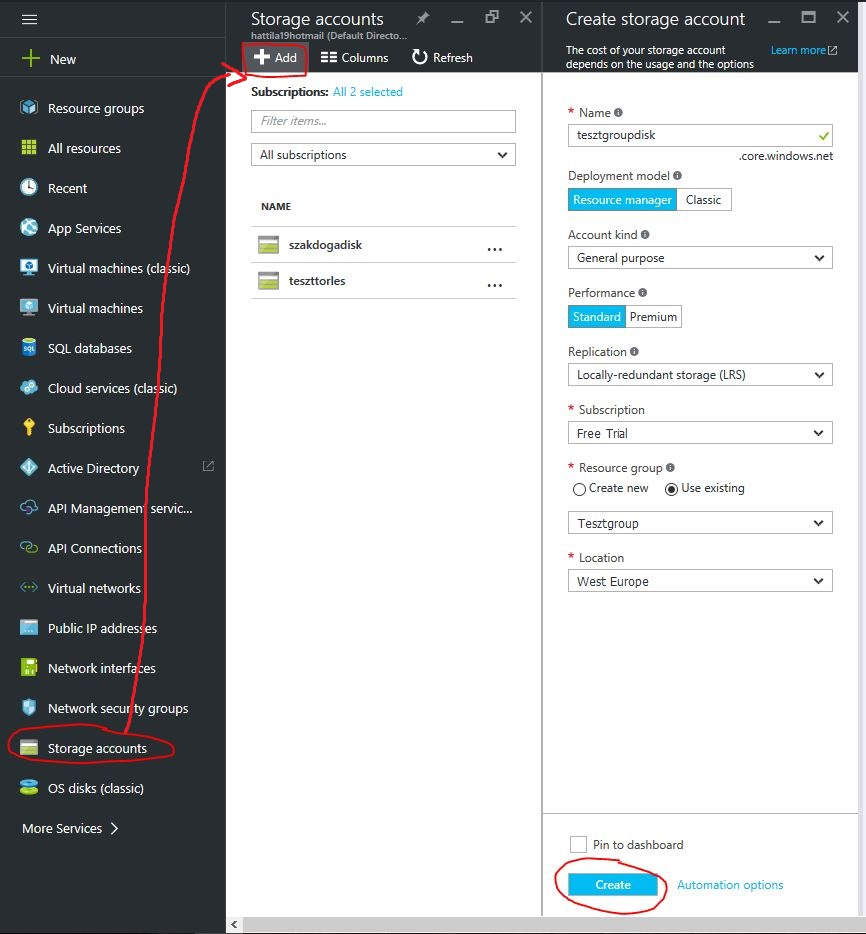 New
Resource groups
All resources
Recent
App Services
Virtual machines (classic)
Virtual machines
SQL databases
Cloud services (classic)
Subscriptions
Active Directory
API Management servic...
API Connections
Virtual networks
Public IP addresses
Network interfaces
Network security groups
Storage accounts
OS disks (classic)
More Services
Storage accounts
hattila19hotmail (Default Directo...
Add Columns Refresh
Subscriptions: All 2 selected
Filter items...
All subscriptions
NAME
szakdogadisk ...
teszttorles ...
Create storage account
The cost of your storage account
depends on the usage and the options
Learn more
* Name
tesztgroupdisk
.core.windows.net
Deployment model
Resource manager Classic
Account kind
General purpose
Performance
Standard Premium
Replication
Locally-redundant storage (LRS)
* Subscription
Free Trial
* Resource group
Create new Use existing
Tesztgroup
* Location
West Europe
Pin to dashboard
Create Automation options